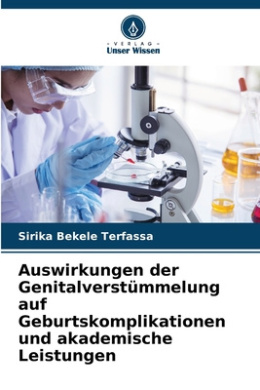 VERLAG
Unser Wissen
Sirika Bekele Terfassa
Auswirkungen der
Genitalverstümmelung
auf
Geburtskomplikationen
und akademische
Leistungen